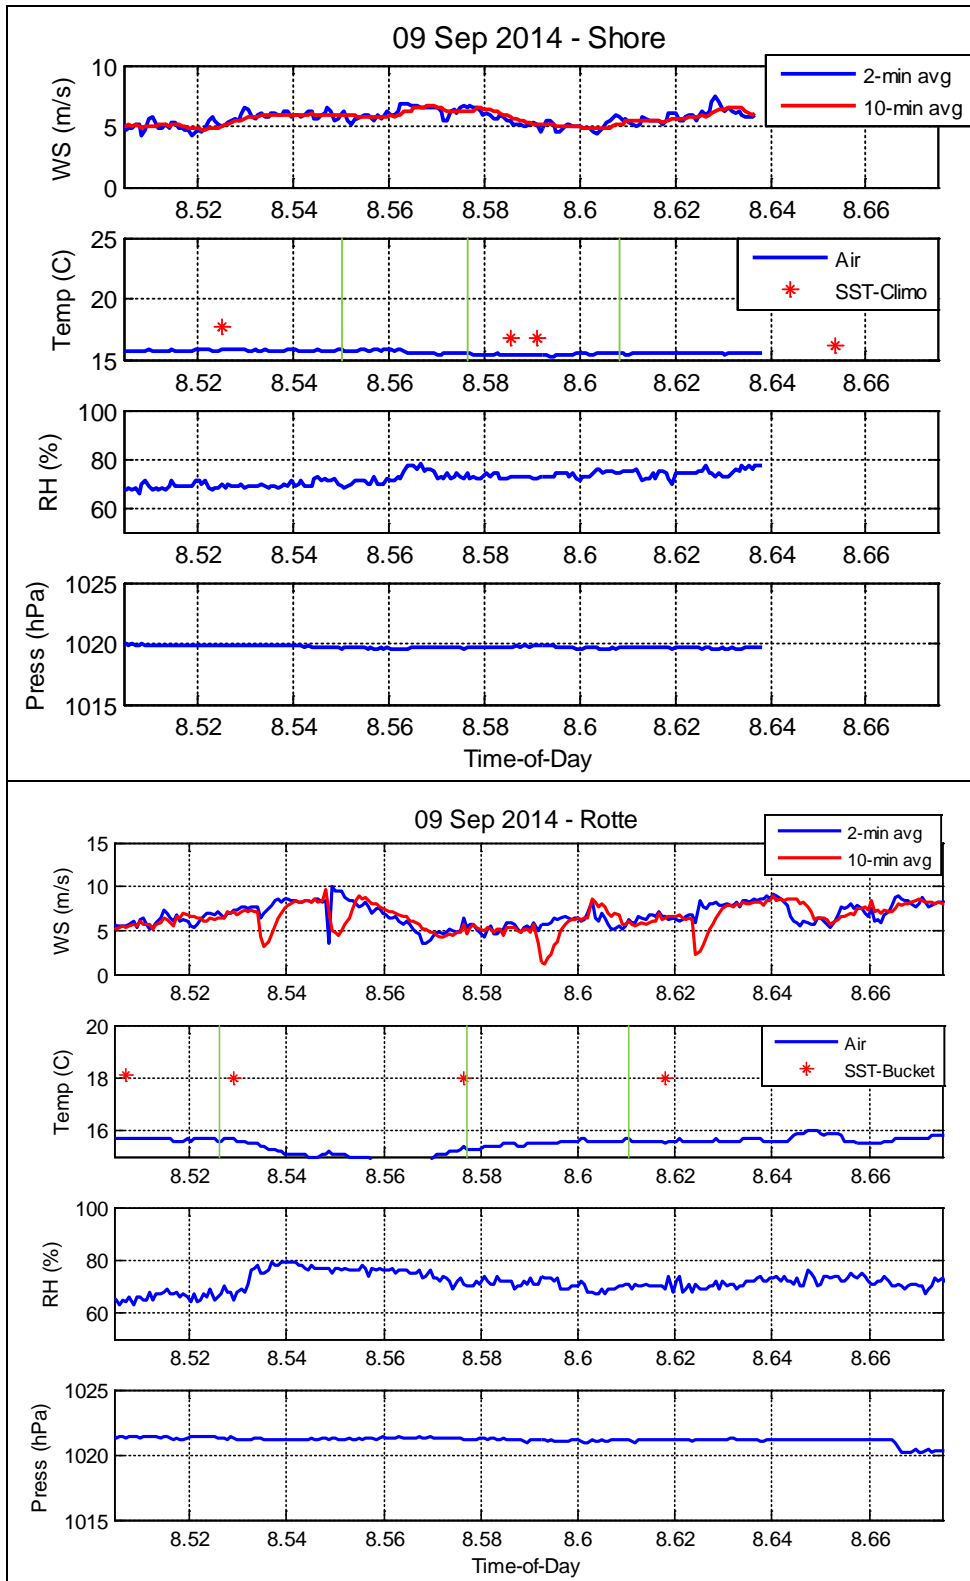 09 Sep 2014 - Shore
2-min avg
10-min avg
WS (m/s)
10
5
0
8.52 8.54 8.56 8.58 8.6 8.62 8.64 8.66
Air
SST-Climo
Temp (C)
25
20
15
8.52 8.54 8.56 8.58 8.6 8.62 8.64 8.66
RH (%)
100
80
60
8.52 8.54 8.56 8.58 8.6 8.62 8.64 8.66
Press (hPa)
1025
1020
1015
8.52 8.54 8.56 8.58 8.6 8.62 8.64 8.66
Time-of-Day
09 Sep 2014 - Rotte
2-min avg
10-min avg
WS (m/s)
15
10
5
0
8.52 8.54 8.56 8.58 8.6 8.62 8.64 8.66
Air
SST-Bucket
Temp (C)
20
18
16
8.52 8.54 8.56 8.58 8.6 8.62 8.64 8.66
RH (%)
100
80
60
8.52 8.54 8.56 8.58 8.6 8.62 8.64 8.66
Press (hPa)
1025
1020
1015
8.52 8.54 8.56 8.58 8.6 8.62 8.64 8.66
Time-of-Day